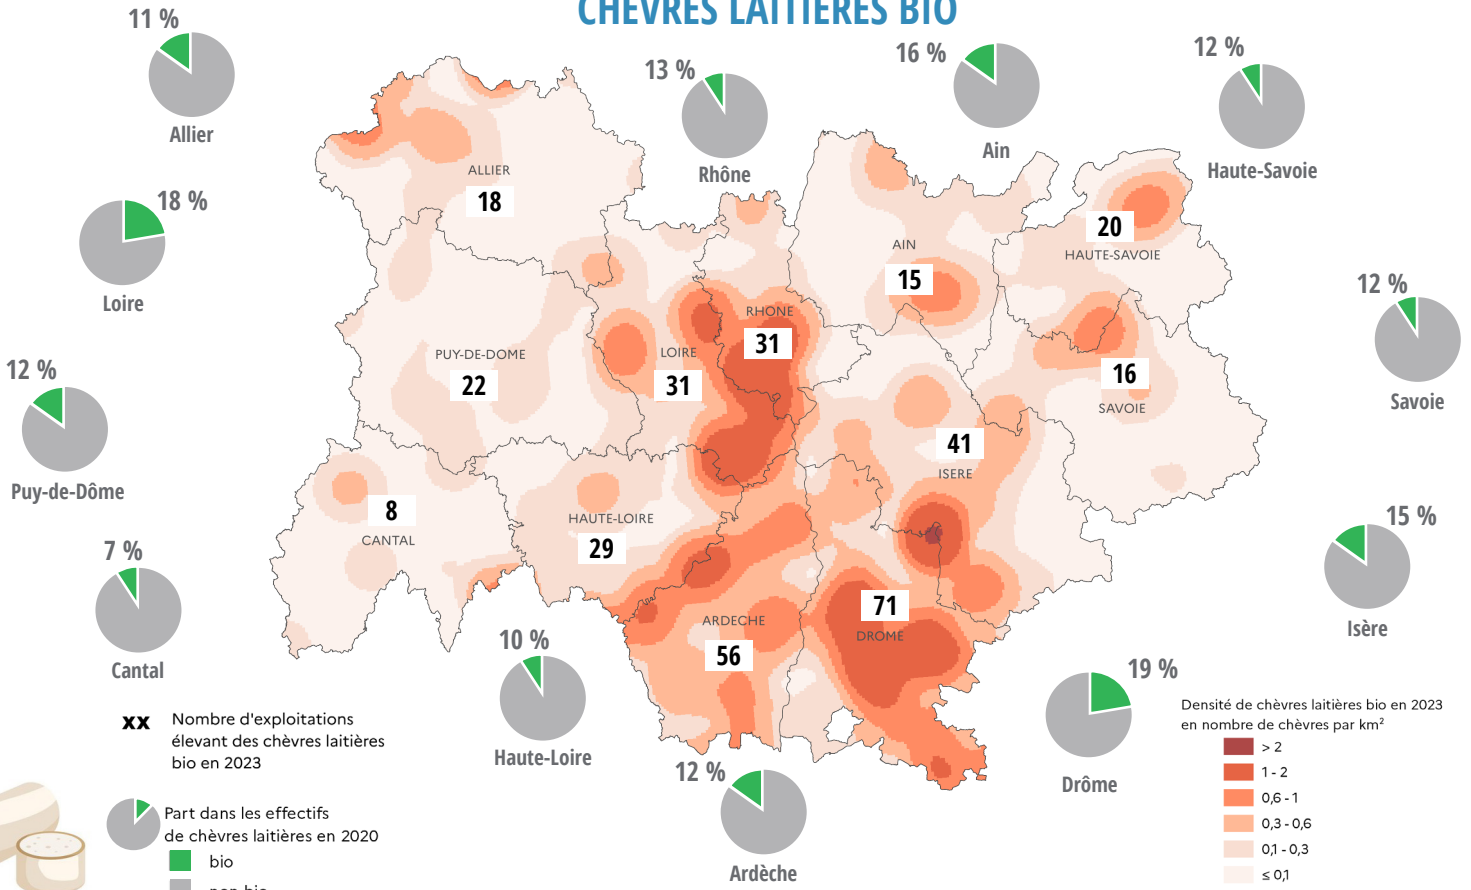 CHÈVRES LAITIÈRES BIO
11 %
Allier
13 %
Rhône
16 %
Ain
12 %
Haute-Savoie
18 %
Loire
12 %
Savoie
12 %
Puy-de-Dôme
15 %
Isère
7 %
Cantal
10 %
Haute-Loire
12 %
Ardèche
19 %
Drôme
ALLIER
18
AIN
15
20
HAUTE-SAVOIE
RHONE
31
LOIRE
31
PUY-DE-DOME
22
16
SAVOIE
41
ISERE
8
CANTAL
HAUTE-LOIRE
29
ARDECHE
56
71
DROME
xx Nombre d'exploitations
élevant des chèvres laitières
bio en 2023
Part dans les effectifs
de chèvres laitières en 2020
bio
non bio
Densité de chèvres laitières bio en 2023
en nombre de chèvres par km²
> 2
1 - 2
0,6 - 1
0,3 - 0,6
0,1 - 0,3
≤ 0,1